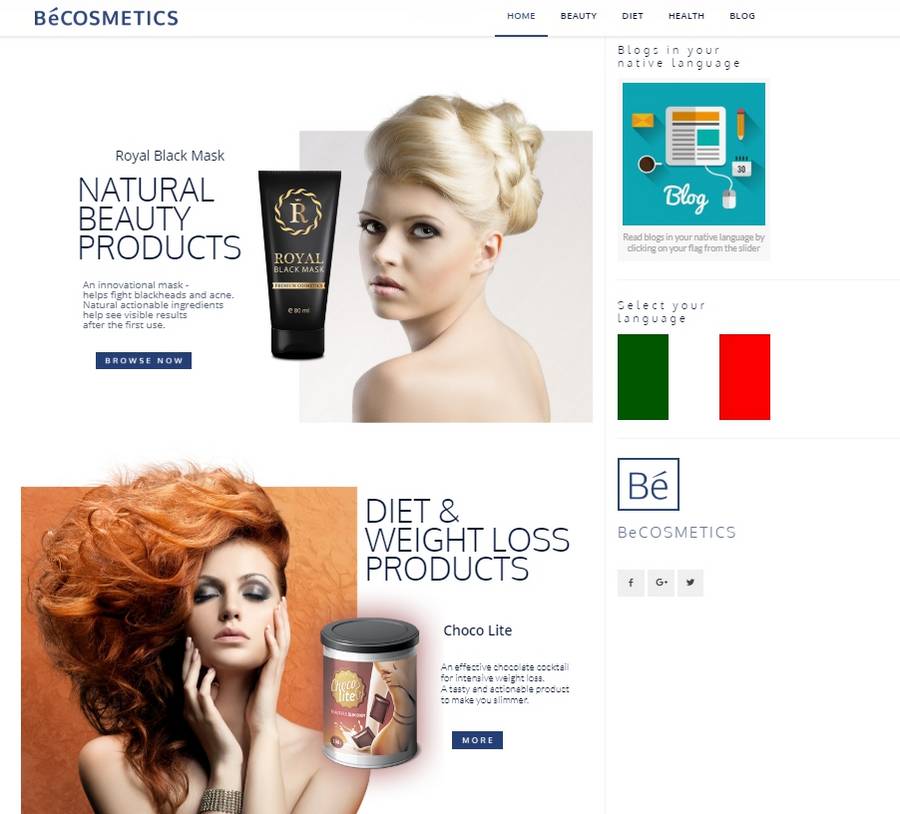 BéCOSMETICS
HOME BEAUTY DIET HEALTH BLOG
Royal Black Mask
NATURAL
BEAUTY
PRODUCTS
An innovational mask -
helps fight blackheads and acne.
Natural actionable ingredients
help see visible results
after the first use.
BROWSE NOW
R
ROYAL
BLACK MASK
PREMIUM COSMETICS
℮ 80 ml
Blogs in your
native language
30
Blog
Read blogs in your native language by
clicking on your flag from the slider
Select your
language
Bé
BeCOSMETICS
f G+
DIET &
WEIGHT LOSS
PRODUCTS
Choco Lite
An effective chocolate cocktail
for intensive weight loss.
A tasty and actionable product
to make you slimmer.
MORE
Choco
lite